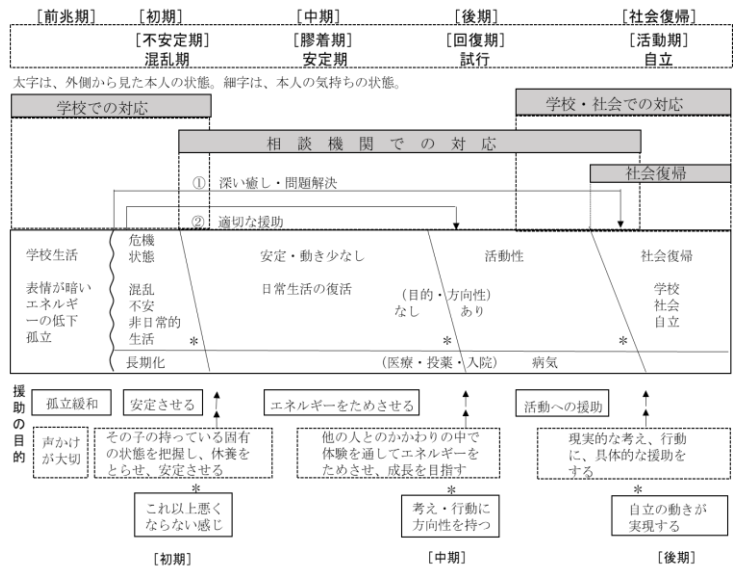 [前兆期] [初期] [中期] [後期] [社会復帰]
[不安定期] [膠着期] [回復期] [活動期]
混乱期 安定期 試行 自立
太字は、外側から見た本人の状態。細字は、本人の気持ちの状態。
学校での対応
学校・社会での対応
相談機関での対応
社会復帰
① 深い癒し・問題解決
② 適切な援助
学校生活
表情が暗い
エネルギ
ーの低下
孤立
危機
状態
混乱
不安
非日常的
生活
*
安定・動き少なし
日常生活の復活
活動性
(目的・方向性)
なし あり
*
社会復帰
学校
社会
自立
*
長期化 (医療・投薬・入院) 病気
援助の目的
孤立緩和
安定させる
エネルギーをためさせる
活動への援助
声かけ
が大切
その子の持っている固有
の状態を把握し、休養を
とらせ、安定させる
他の人とのかかわりの中で
体験を通してエネルギーを
ためさせ、成長を目指す
現実的な考え、行動
に、具体的な援助を
する
*
これ以上悪く
ならない感じ
*
考え・行動に
方向性を持つ
*
自立の動きが
実現する
[初期] [中期] [後期]